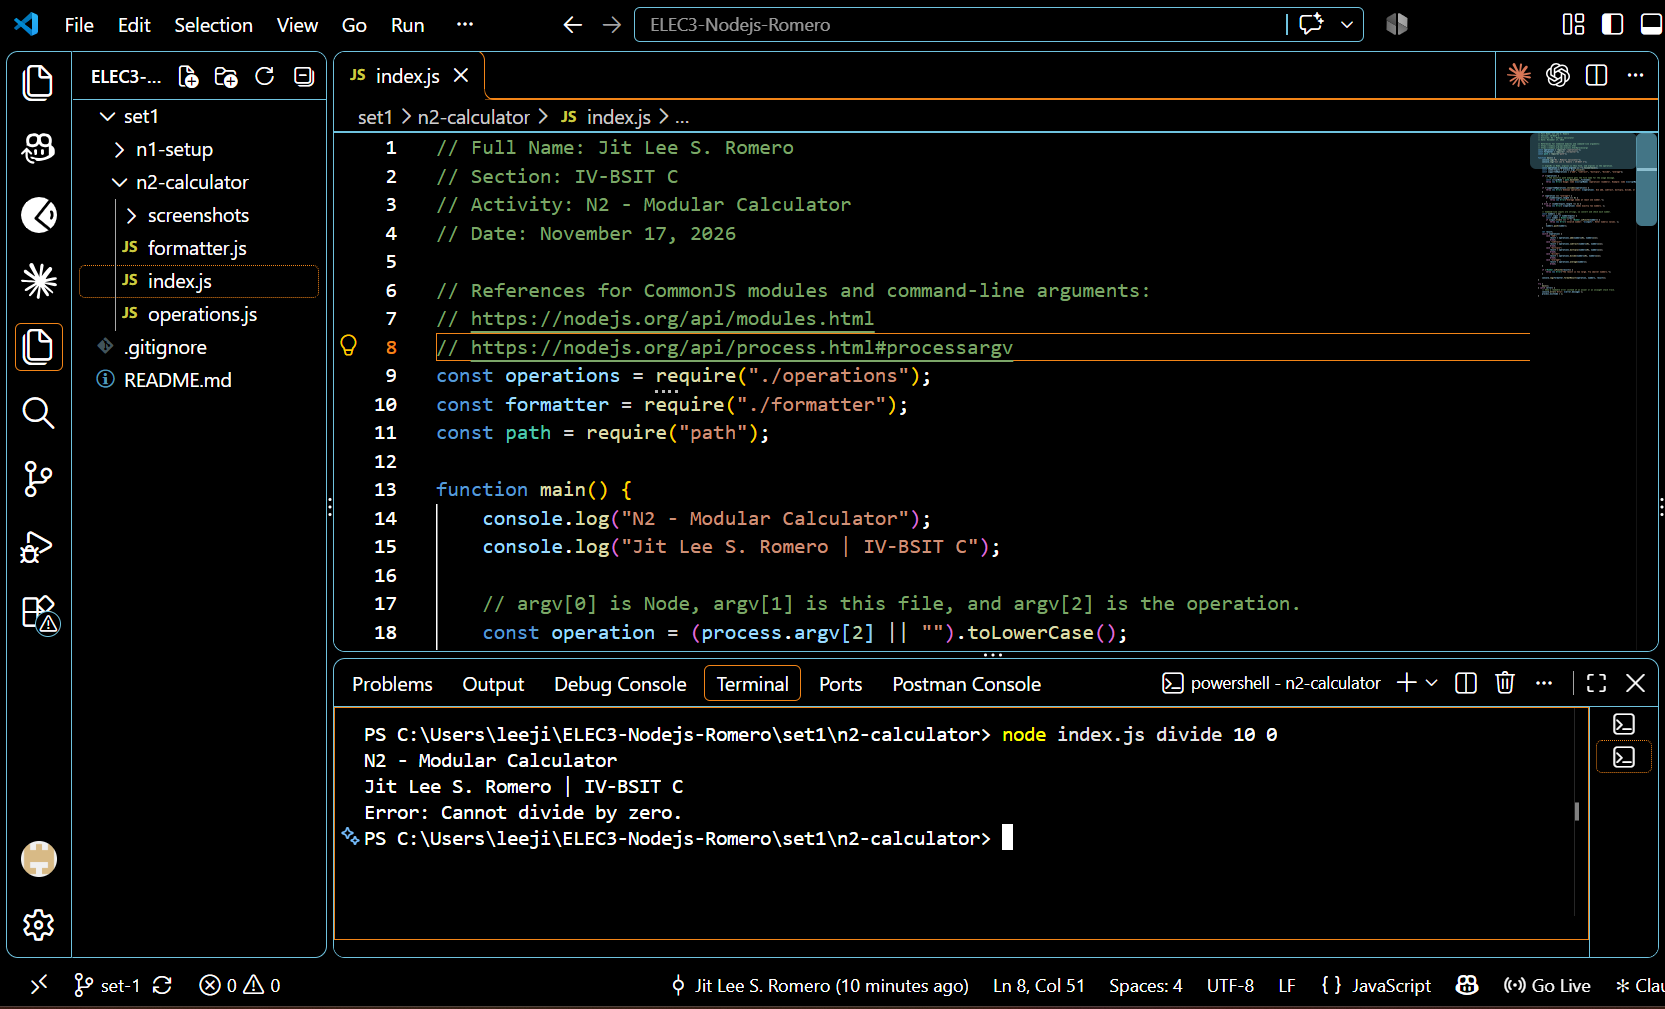 File Edit Selection View Go Run ···
ELEC3-Nodejs-Romero
ELEC3-...
set1
n1-setup
n2-calculator
screenshots
JS formatter.js
JS index.js
JS operations.js
.gitignore
README.md
JS index.js
set1 > n2-calculator > JS index.js > ...
1 // Full Name: Jit Lee S. Romero
2 // Section: IV-BSIT C
3 // Activity: N2 - Modular Calculator
4 // Date: November 17, 2026
5
6 // References for CommonJS modules and command-line arguments:
7 // https://nodejs.org/api/modules.html
8 // https://nodejs.org/api/process.html#processargv
9 const operations = require("./operations");
10 const formatter = require("./formatter");
11 const path = require("path");
12
13 function main() {
14 console.log("N2 - Modular Calculator");
15 console.log("Jit Lee S. Romero | IV-BSIT C");
16
17 // argv[0] is Node, argv[1] is this file, and argv[2] is the operation.
18 const operation = (process.argv[2] || "").toLowerCase();
Problems Output Debug Console Terminal Ports Postman Console
powershell - n2-calculator
PS C:\Users\leeji\ELEC3-Nodejs-Romero\set1\n2-calculator> node index.js divide 10 0
N2 - Modular Calculator
Jit Lee S. Romero | IV-BSIT C
Error: Cannot divide by zero.
PS C:\Users\leeji\ELEC3-Nodejs-Romero\set1\n2-calculator>
set-1 0 0
Jit Lee S. Romero (10 minutes ago) Ln 8, Col 51 Spaces: 4 UTF-8 LF {} JavaScript Go Live Clau